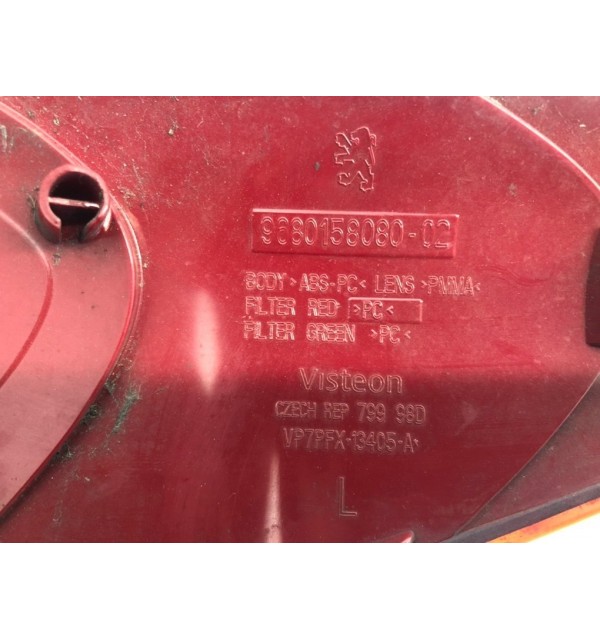 9680158080-02
BODY >ABS-PC< LENS >PMMA<
FILTER RED >PC<
FILTER GREEN >PC<
Visteon
CZECH REP 799 98D
VP7PFX-13405-A*
L